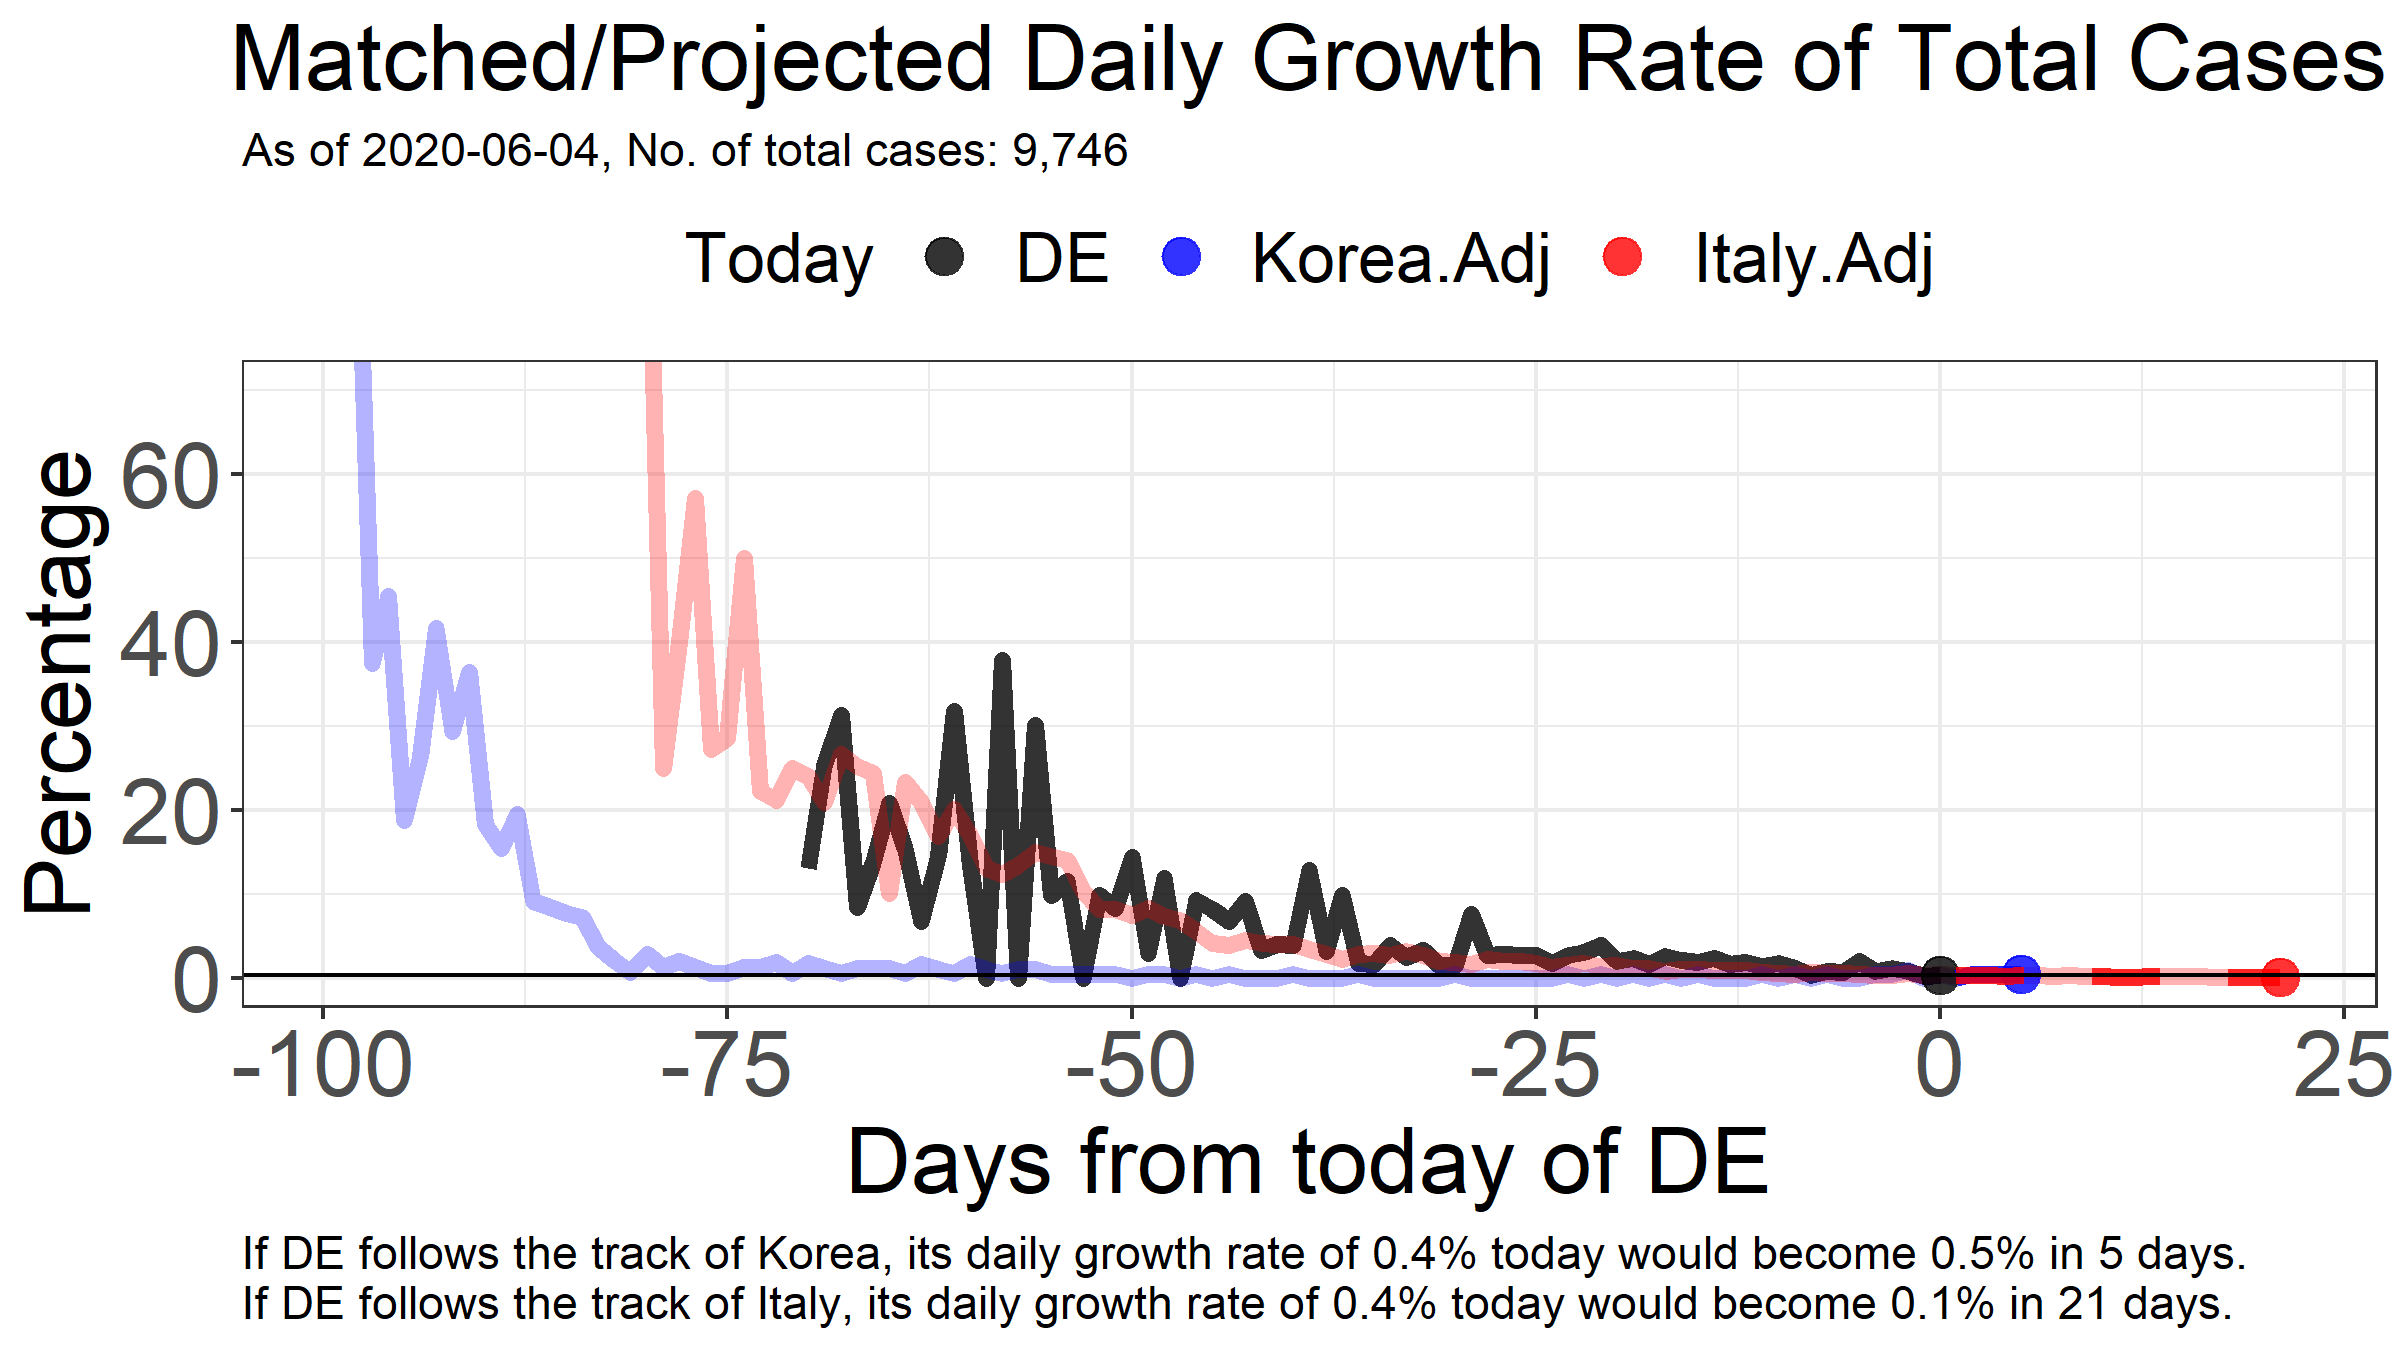 Matched/Projected Daily Growth Rate of Total Cases
As of 2020-06-04, No. of total cases: 9,746
Today DE Korea.Adj Italy.Adj
Percentage
60
40
20
0
-100 -75 -50 -25 0 25
Days from today of DE
If DE follows the track of Korea, its daily growth rate of 0.4% today would become 0.5% in 5 days.
If DE follows the track of Italy, its daily growth rate of 0.4% today would become 0.1% in 21 days.